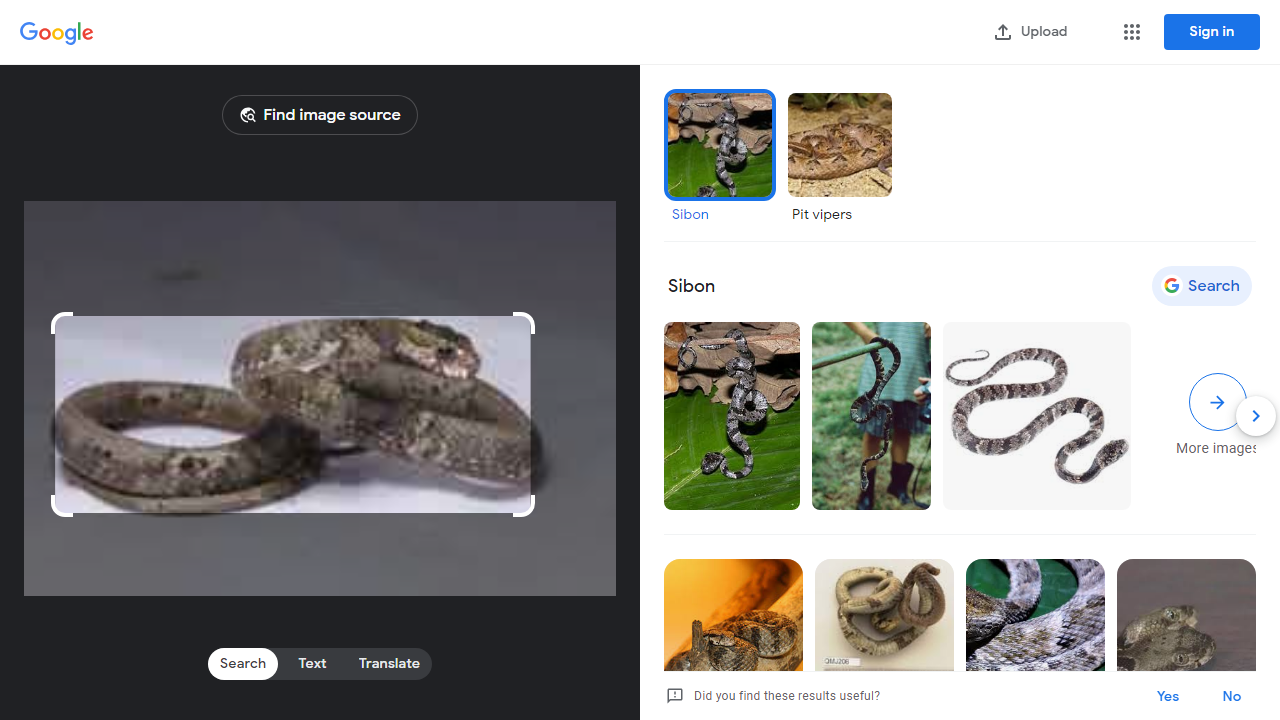 Google
Upload
Sign in
Find image source
Sibon
Pit vipers
Sibon
Search
More images
QMJ208
Search
Text
Translate
Did you find these results useful?
Yes
No